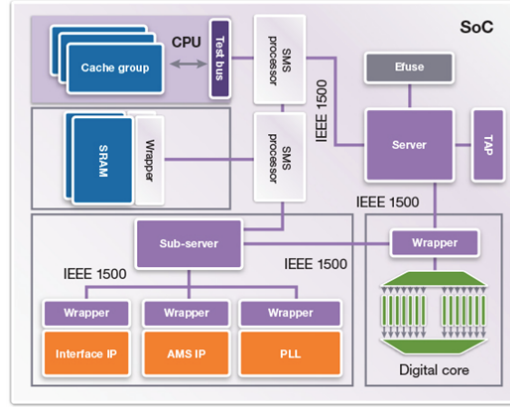 SoC
CPU
Cache group
Test bus
SMS
processor
IEEE 1500
Efuse
Server
TAP
SRAM
Wrapper
SMS
processor
IEEE 1500
Sub-server
IEEE 1500
IEEE 1500
Wrapper
Wrapper
Wrapper
Wrapper
Interface IP
AMS IP
PLL
Digital core